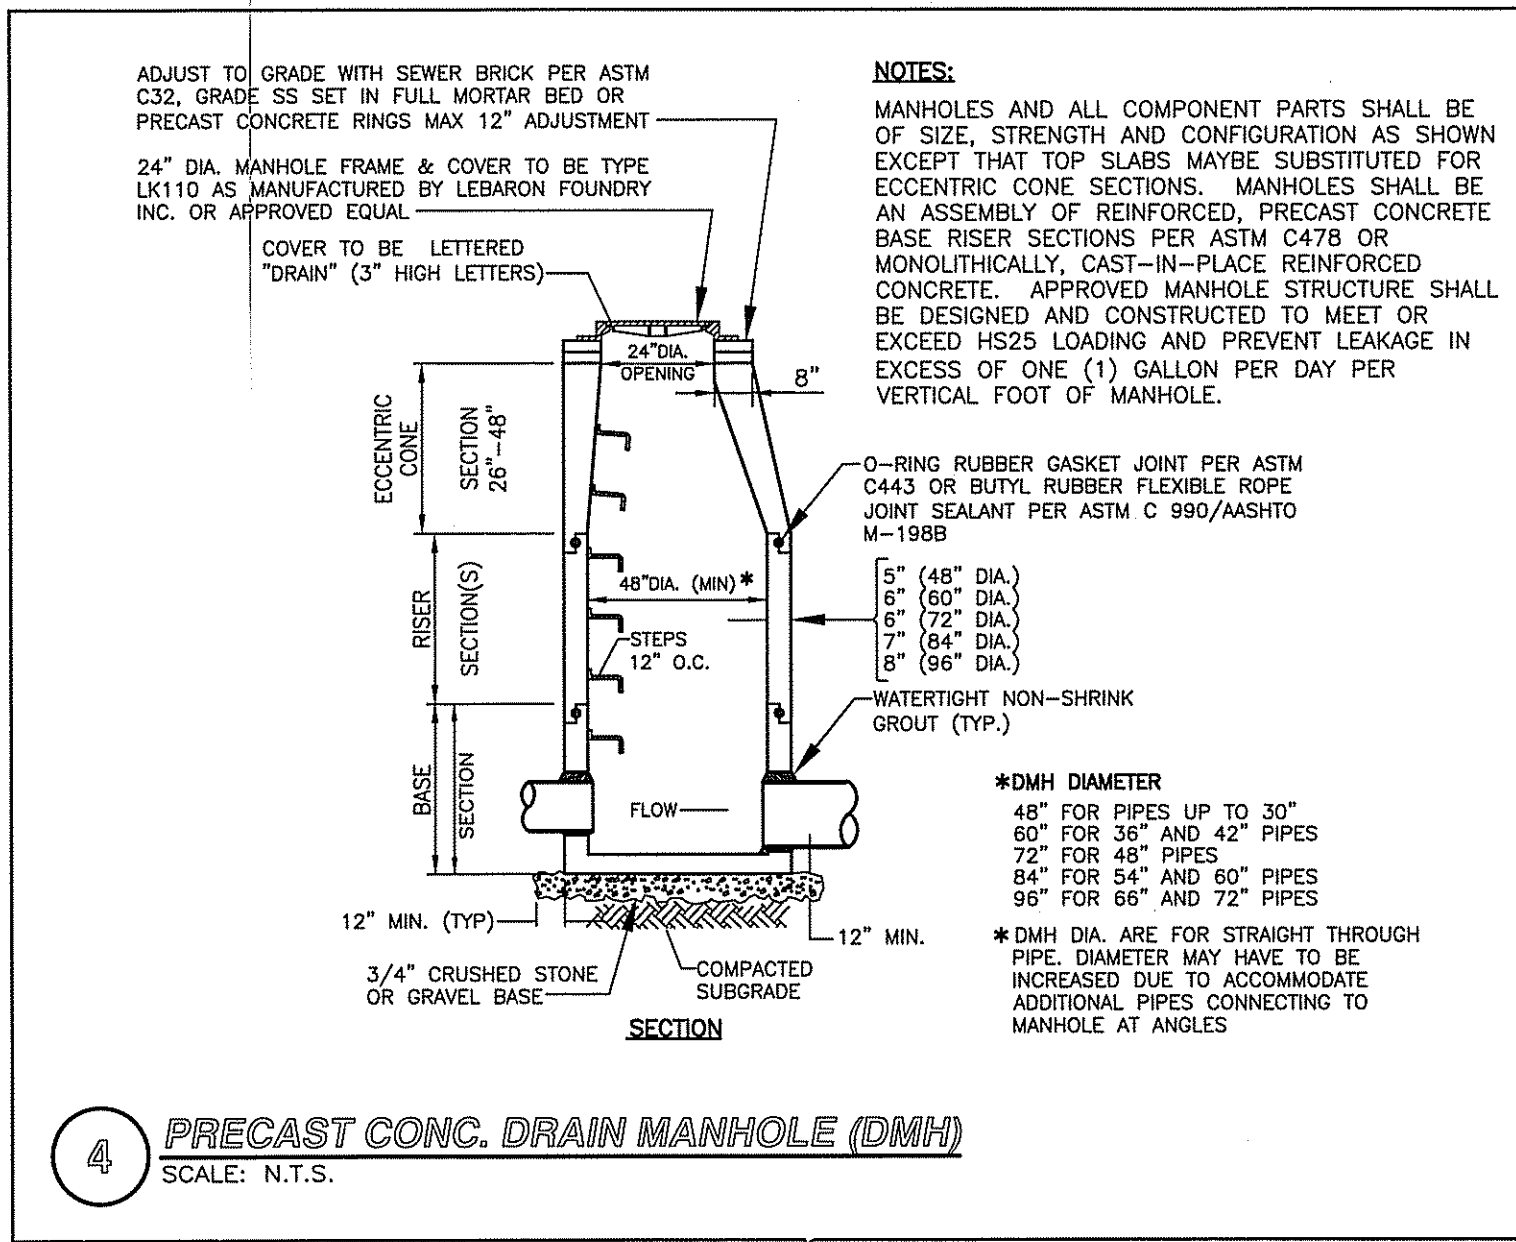 ADJUST TO GRADE WITH SEWER BRICK PER ASTM
C32, GRADE SS SET IN FULL MORTAR BED OR
PRECAST CONCRETE RINGS MAX 12" ADJUSTMENT
24" DIA. MANHOLE FRAME & COVER TO BE TYPE
LK110 AS MANUFACTURED BY LEBARON FOUNDRY
INC. OR APPROVED EQUAL
COVER TO BE LETTERED
"DRAIN" (3" HIGH LETTERS)
24"DIA.
OPENING
8"
ECCENTRIC
CONE
SECTION
26"-48"
RISER
SECTION(S)
BASE
SECTION
48"DIA. (MIN)*
STEPS
12" O.C.
FLOW
12" MIN. (TYP)
12" MIN.
3/4" CRUSHED STONE
OR GRAVEL BASE
COMPACTED
SUBGRADE
SECTION
NOTES:
MANHOLES AND ALL COMPONENT PARTS SHALL BE
OF SIZE, STRENGTH AND CONFIGURATION AS SHOWN
EXCEPT THAT TOP SLABS MAYBE SUBSTITUTED FOR
ECCENTRIC CONE SECTIONS. MANHOLES SHALL BE
AN ASSEMBLY OF REINFORCED, PRECAST CONCRETE
BASE RISER SECTIONS PER ASTM C478 OR
MONOLITHICALLY, CAST-IN-PLACE REINFORCED
CONCRETE. APPROVED MANHOLE STRUCTURE SHALL
BE DESIGNED AND CONSTRUCTED TO MEET OR
EXCEED HS25 LOADING AND PREVENT LEAKAGE IN
EXCESS OF ONE (1) GALLON PER DAY PER
VERTICAL FOOT OF MANHOLE.
O-RING RUBBER GASKET JOINT PER ASTM
C443 OR BUTYL RUBBER FLEXIBLE ROPE
JOINT SEALANT PER ASTM C 990/AASHTO
M-198B
5" (48" DIA.)
6" (60" DIA.)
6" (72" DIA.)
7" (84" DIA.)
8" (96" DIA.)
WATERTIGHT NON-SHRINK
GROUT (TYP.)
*DMH DIAMETER
48" FOR PIPES UP TO 30"
60" FOR 36" AND 42" PIPES
72" FOR 48" PIPES
84" FOR 54" AND 60" PIPES
96" FOR 66" AND 72" PIPES
* DMH DIA. ARE FOR STRAIGHT THROUGH
PIPE. DIAMETER MAY HAVE TO BE
INCREASED DUE TO ACCOMMODATE
ADDITIONAL PIPES CONNECTING TO
MANHOLE AT ANGLES
4
PRECAST CONC. DRAIN MANHOLE (DMH)
SCALE: N.T.S.